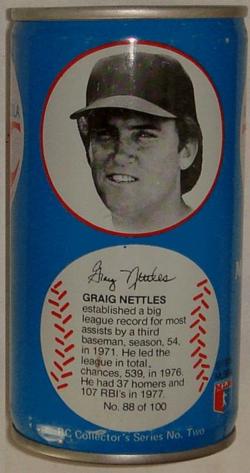 Graig Nettles
GRAIG NETTLES
established a big
league record for most
assists by a third
baseman, season, 54,
in 1971. He led the
league in total,
chances, 539, in 1976.
He had 37 homers and
107 RBI's in 1977.
No. 88 of 100
RC Collector's Series No. Two